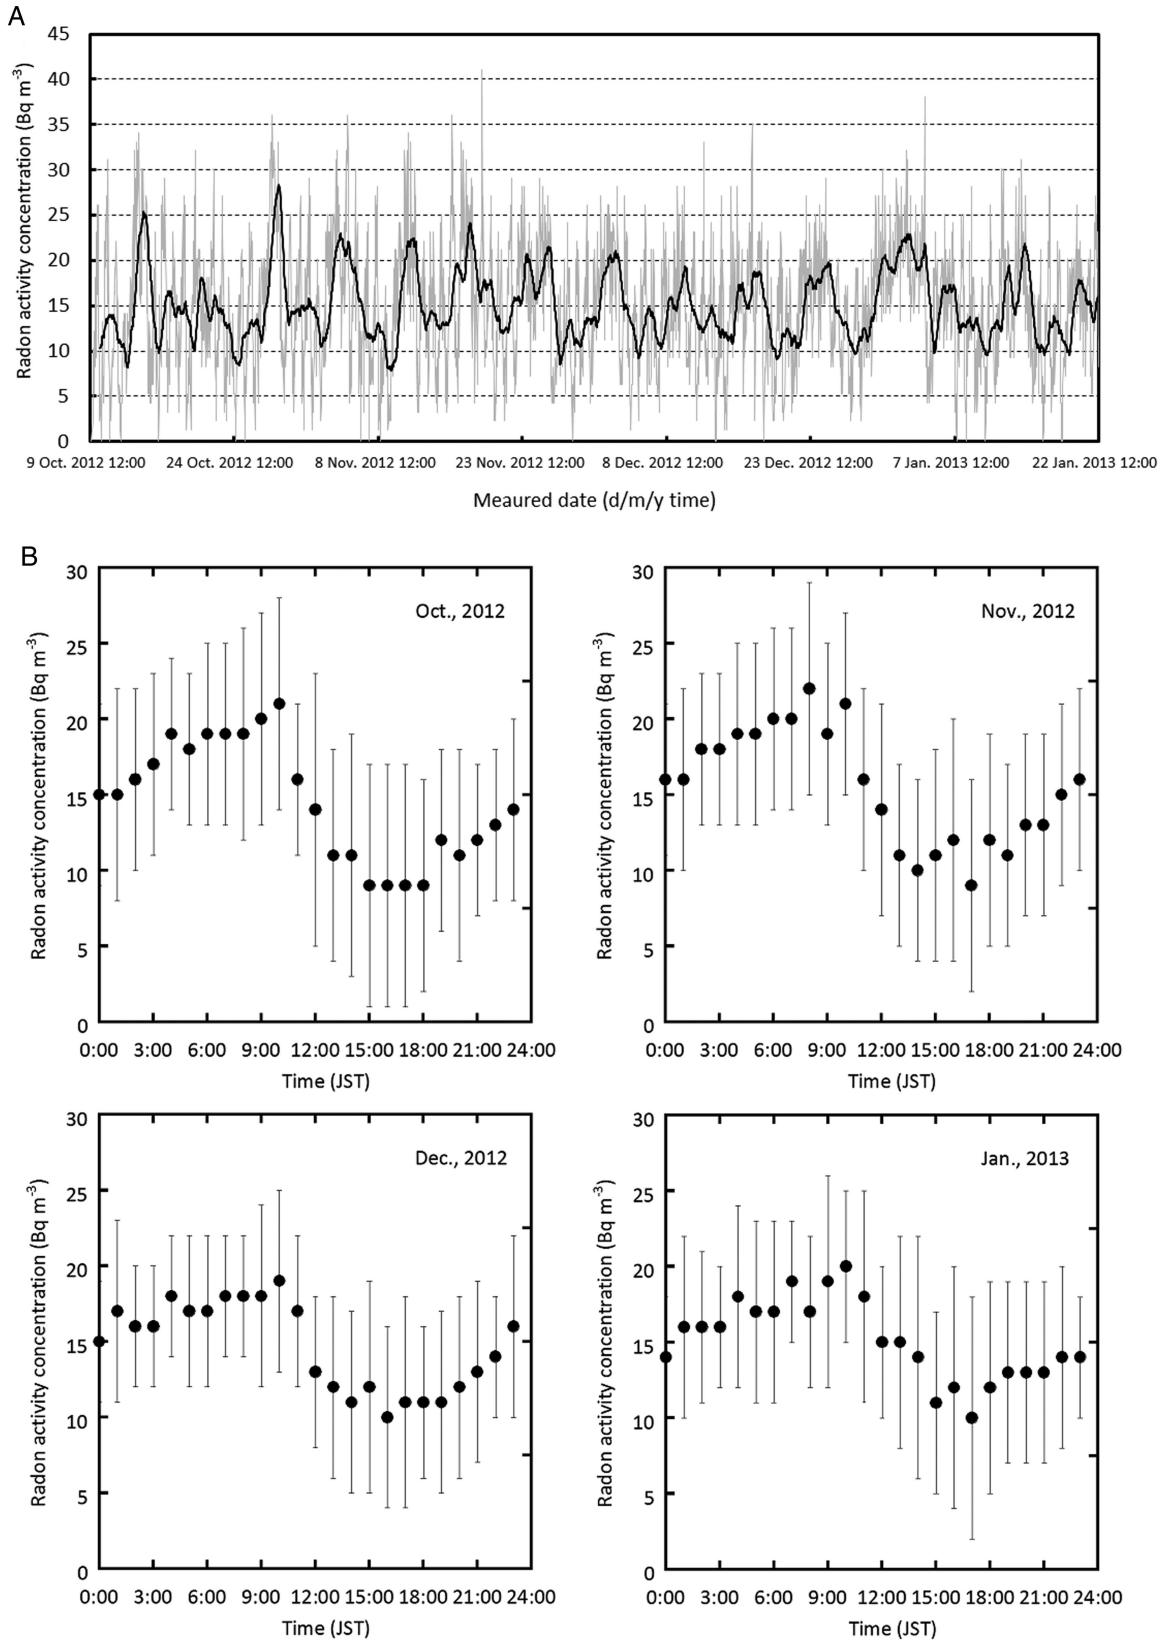 A
Radon activity concentration (Bq m-3)
45
40
35
30
25
20
15
10
5
0
9 Oct. 2012 12:00 24 Oct. 2012 12:00 8 Nov. 2012 12:00 23 Nov. 2012 12:00 8 Dec. 2012 12:00 23 Dec. 2012 12:00 7 Jan. 2013 12:00 22 Jan. 2013 12:00
Meaured date (d/m/y time)
B
Radon activity concentration (Bq m-3)
30
25
20
15
10
5
0
Oct., 2012
0:00 3:00 6:00 9:00 12:00 15:00 18:00 21:00 24:00
Time (JST)
Radon activity concentration (Bq m-3)
30
25
20
15
10
5
0
Nov., 2012
0:00 3:00 6:00 9:00 12:00 15:00 18:00 21:00 24:00
Time (JST)
Radon activity concentration (Bq m-3)
30
25
20
15
10
5
0
Dec., 2012
0:00 3:00 6:00 9:00 12:00 15:00 18:00 21:00 24:00
Time (JST)
Radon activity concentration (Bq m-3)
30
25
20
15
10
5
0
Jan., 2013
0:00 3:00 6:00 9:00 12:00 15:00 18:00 21:00 24:00
Time (JST)